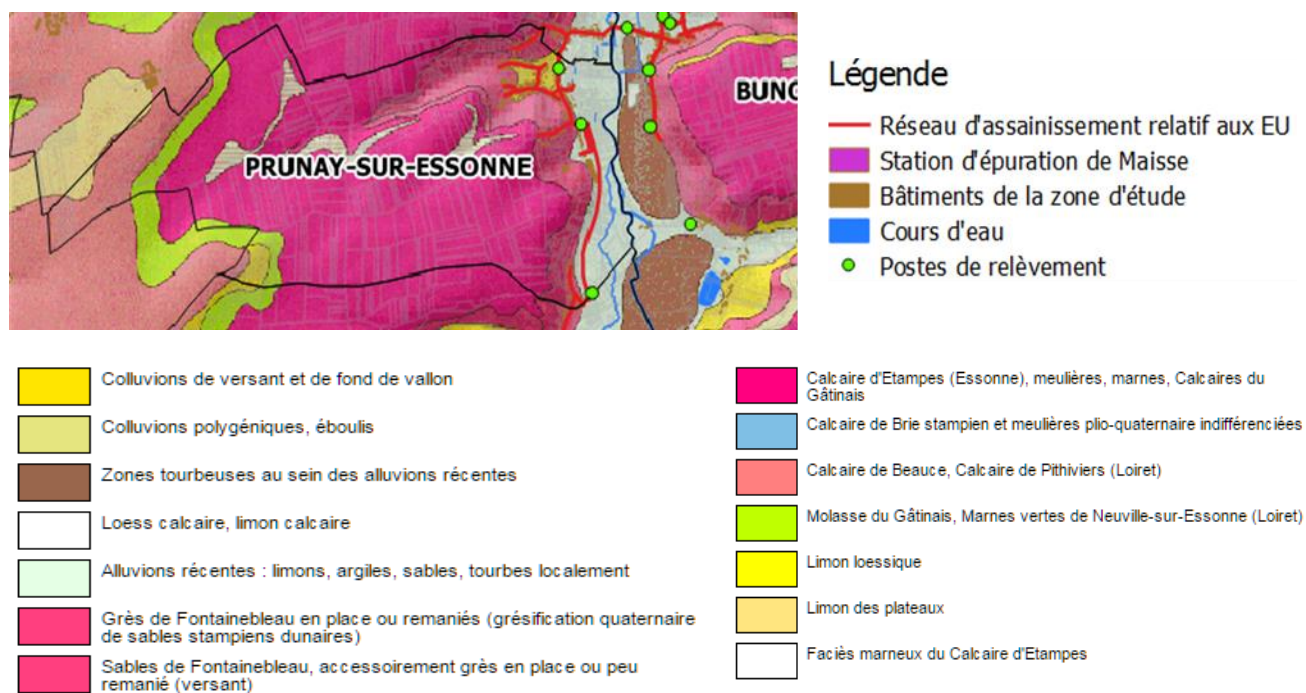 PRUNAY-SUR-ESSONNE
BUNO
Légende
Réseau d'assainissement relatif aux EU
Station d'épuration de Maisse
Bâtiments de la zone d'étude
Cours d'eau
Postes de relèvement
Colluvions de versant et de fond de vallon
Colluvions polygéniques, éboulis
Zones tourbeuses au sein des alluvions récentes
Loess calcaire, limon calcaire
Alluvions récentes : limons, argiles, sables, tourbes localement
Grès de Fontainebleau en place ou remaniés (grésification quaternaire
de sables stampiens dunaires)
Sables de Fontainebleau, accessoirement grès en place ou peu
remanié (versant)
Calcaire d'Etampes (Essonne), meulières, marnes, Calcaires du
Gâtinais
Calcaire de Brie stampien et meulières plio-quaternaire indifférenciées
Calcaire de Beauce, Calcaire de Pithiviers (Loiret)
Molasse du Gâtinais, Marnes vertes de Neuville-sur-Essonne (Loiret)
Limon loessique
Limon des plateaux
Faciès marneux du Calcaire d'Etampes